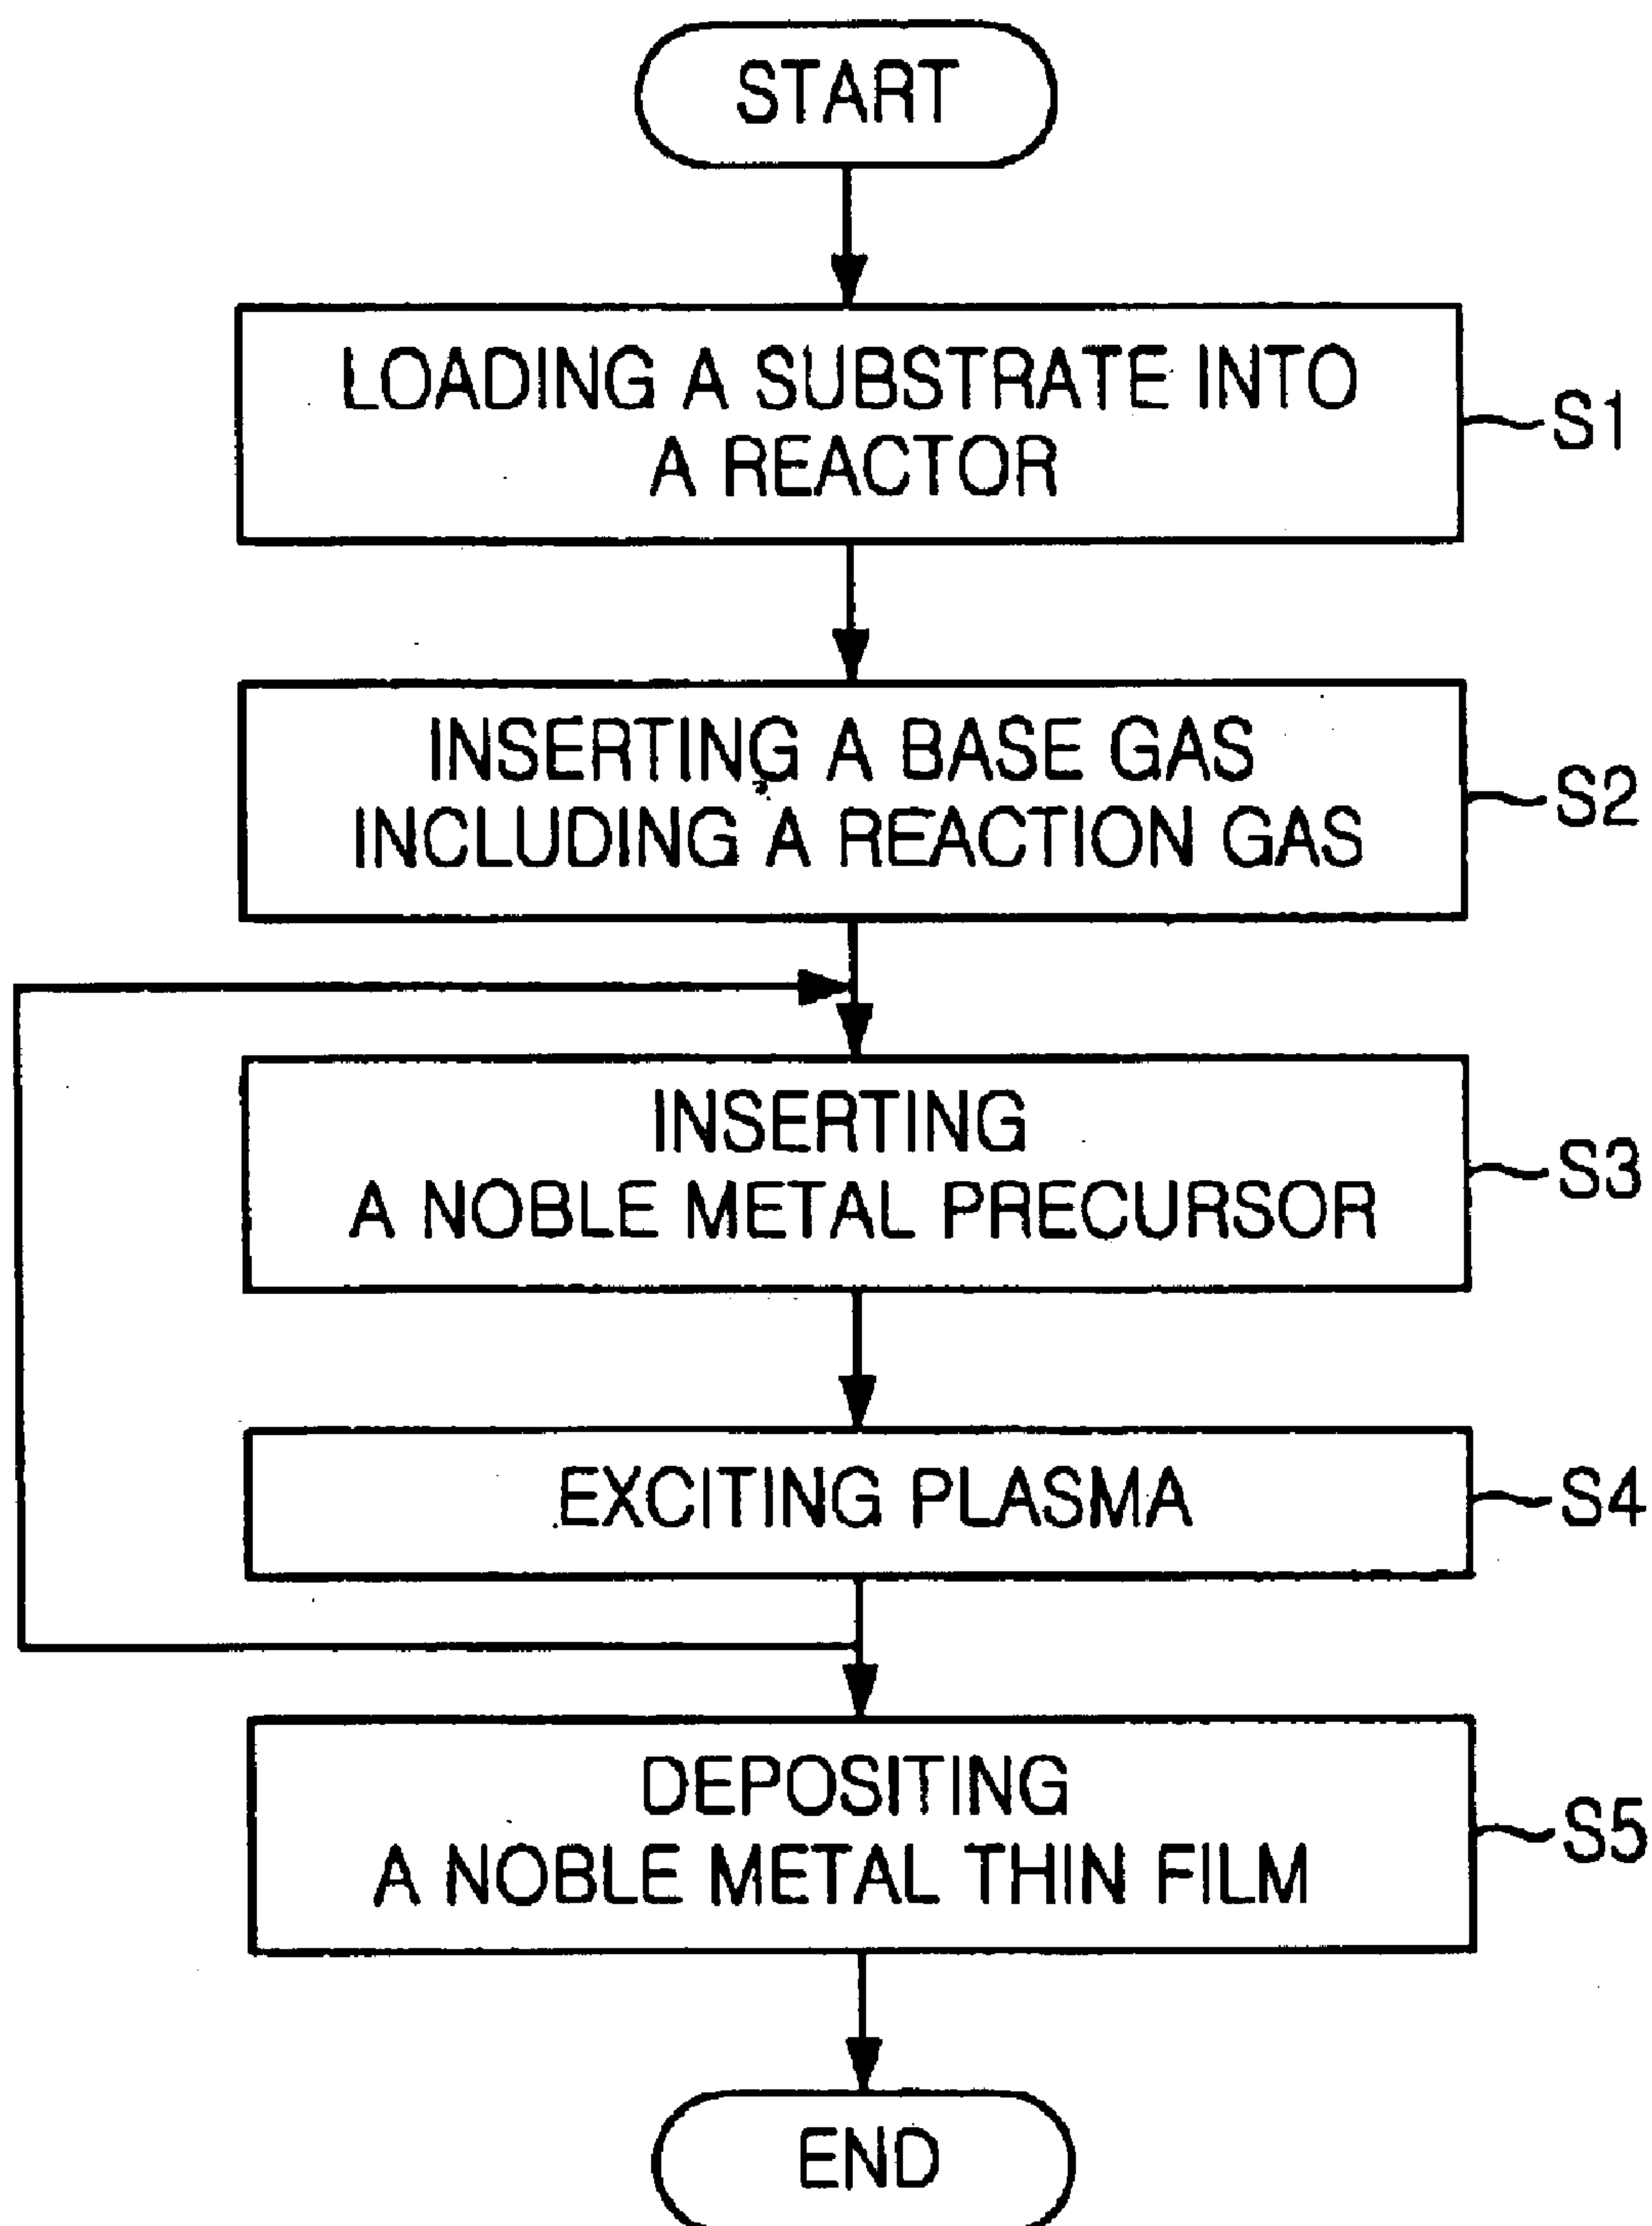 START
LOADING A SUBSTRATE INTO
A REACTOR
S1
INSERTING A BASE GAS
INCLUDING A REACTION GAS
S2
INSERTING
A NOBLE METAL PRECURSOR
S3
EXCITING PLASMA
S4
DEPOSITING
A NOBLE METAL THIN FILM
S5
END